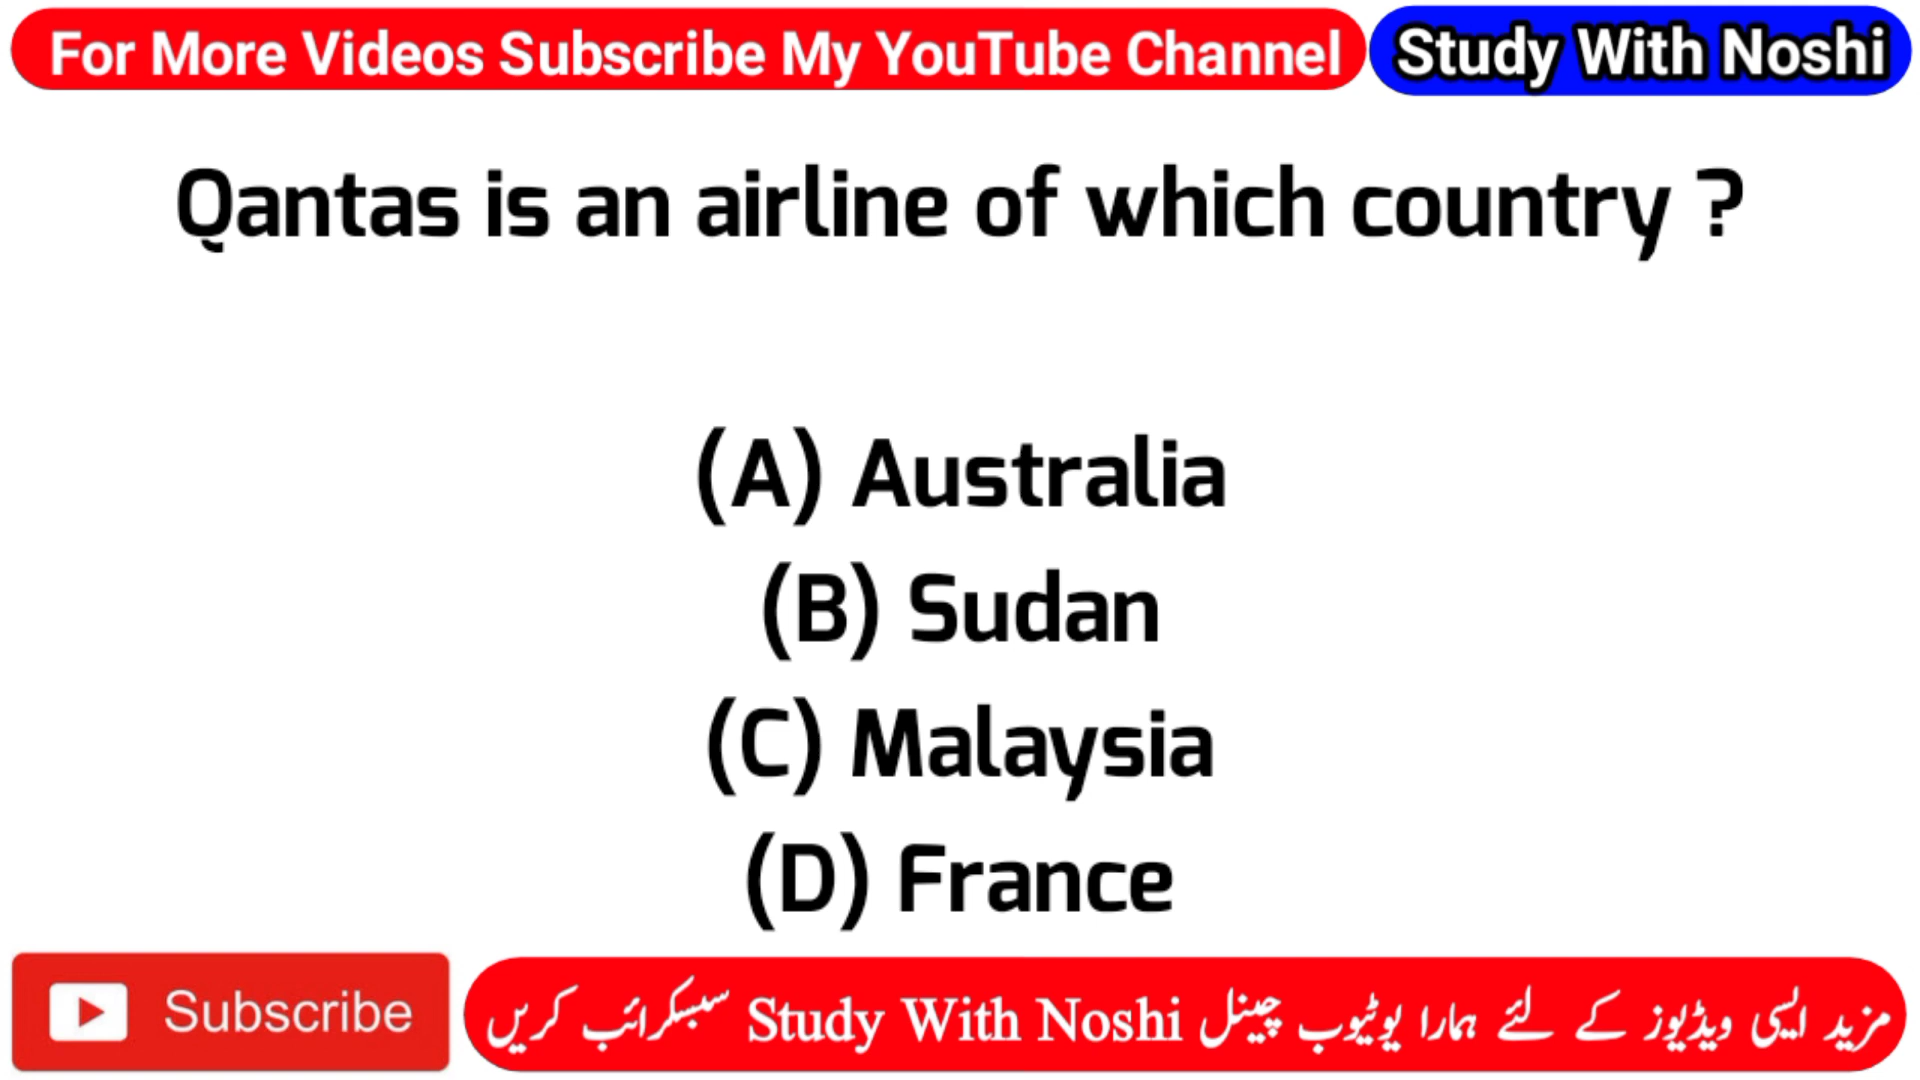 For More Videos Subscribe My YouTube Channel
Study With Noshi
Qantas is an airline of which country ?
(A) Australia
(B) Sudan
(C) Malaysia
(D) France
Subscribe
مزید ایسی ویڈیوز کے لئے ہمارا یوٹیوب چینل Study With Noshi سبسکرائب کریں